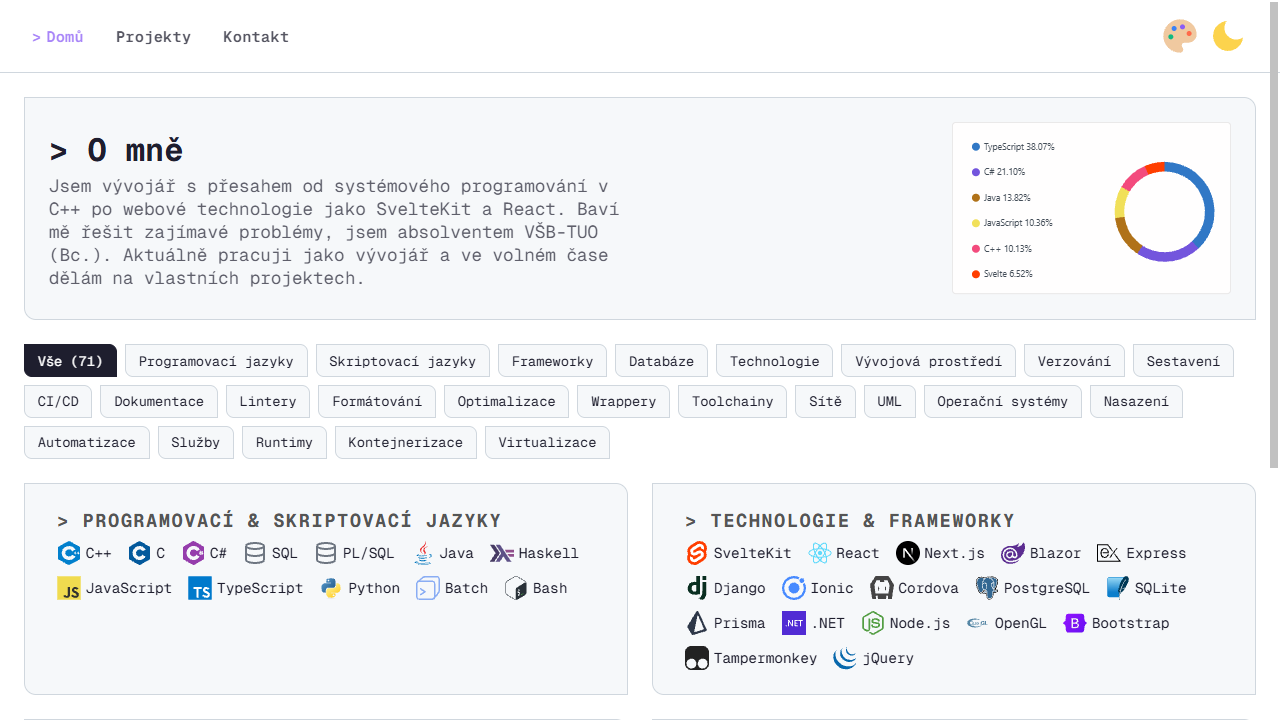 > Domů Projekty Kontakt
> O mně
Jsem vývojář s přesahem od systémového programování v
C++ po webové technologie jako SvelteKit a React. Baví
mě řešit zajímavé problémy, jsem absolventem VŠB-TUO
(Bc.). Aktuálně pracuji jako vývojář a ve volném čase
dělám na vlastních projektech.
TypeScript 38.07%
C# 21.10%
Java 13.82%
JavaScript 10.36%
C++ 10.13%
Svelte 6.52%
Vše (71) Programovací jazyky Skriptovací jazyky Frameworky Databáze Technologie Vývojová prostředí Verzování Sestavení
CI/CD Dokumentace Lintery Formátování Optimalizace Wrappery Toolchainy Sítě UML Operační systémy Nasazení
Automatizace Služby Runtimy Kontejnerizace Virtualizace
> PROGRAMOVACÍ & SKRIPTOVACÍ JAZYKY
C++ C C# SQL PL/SQL Java Haskell
JS JavaScript TS TypeScript Python Batch Bash
> TECHNOLOGIE & FRAMEWORKY
SvelteKit React N Next.js Blazor ex Express
dj Django Ionic Cordova PostgreSQL SQLite
Prisma .NET .NET JS Node.js OpenGL B Bootstrap
Tampermonkey jQuery